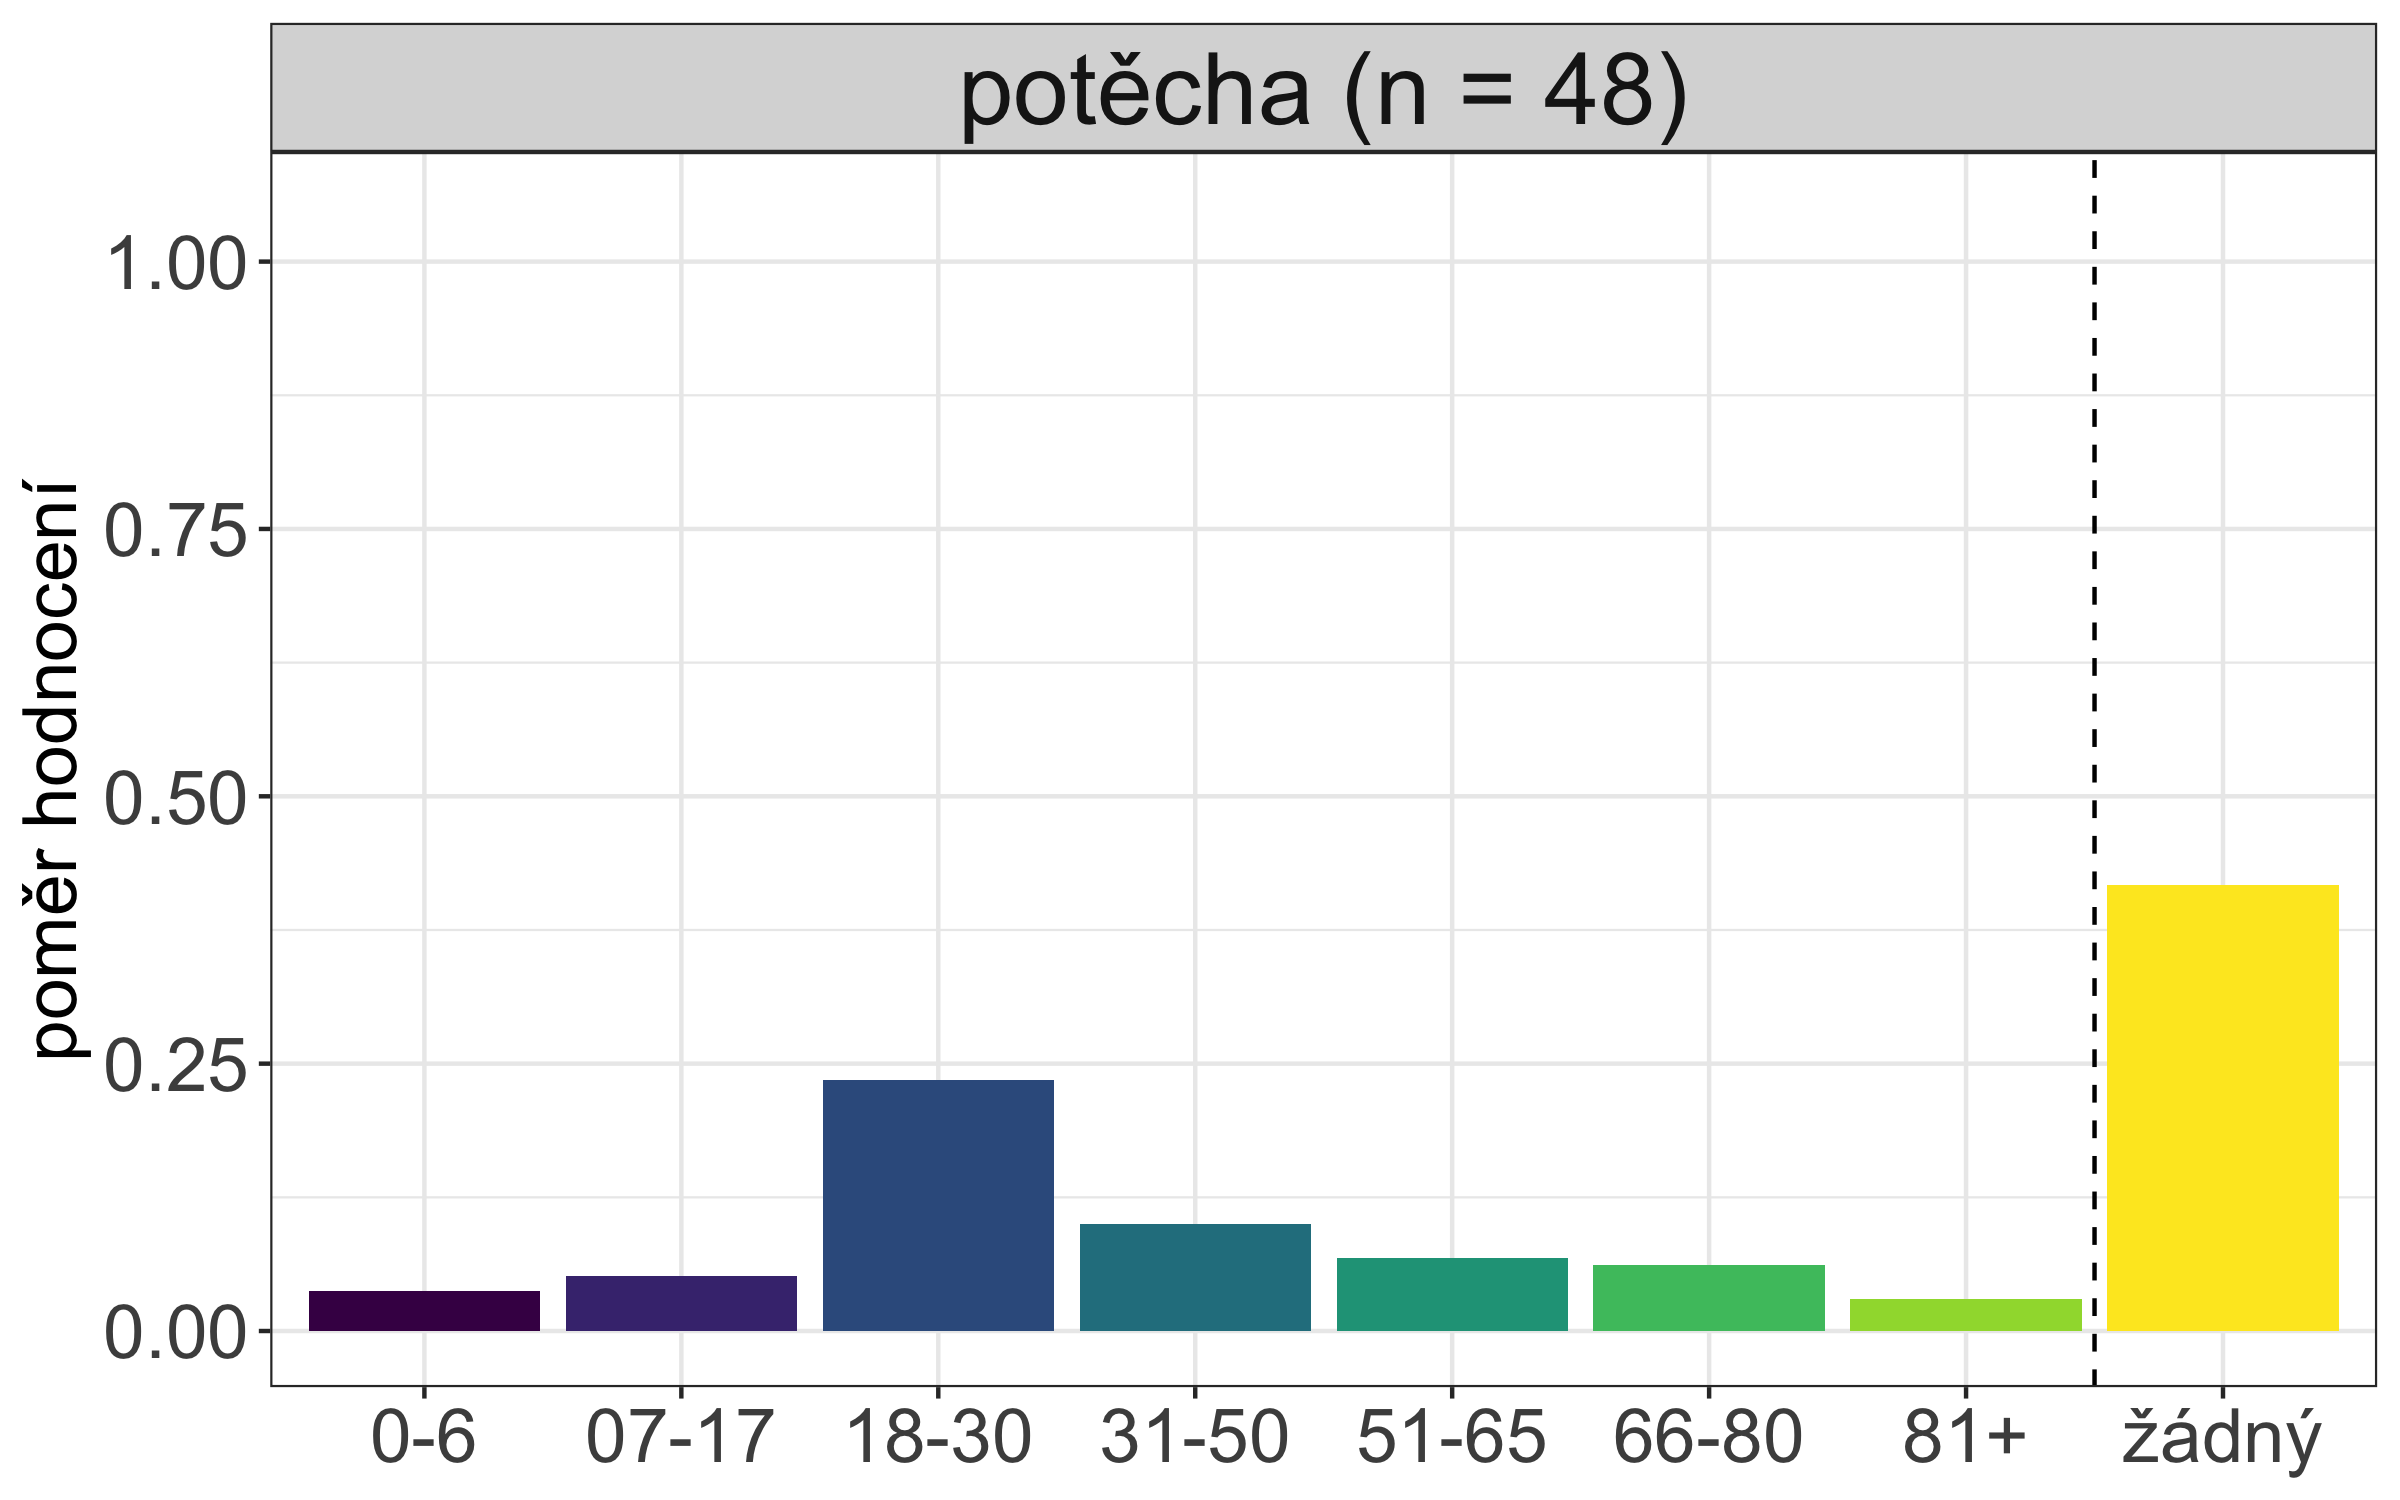 potěcha (n = 48)
poměr hodnocení
1.00
0.75
0.50
0.25
0.00
0-6 07-17 18-30 31-50 51-65 66-80 81+ žádný